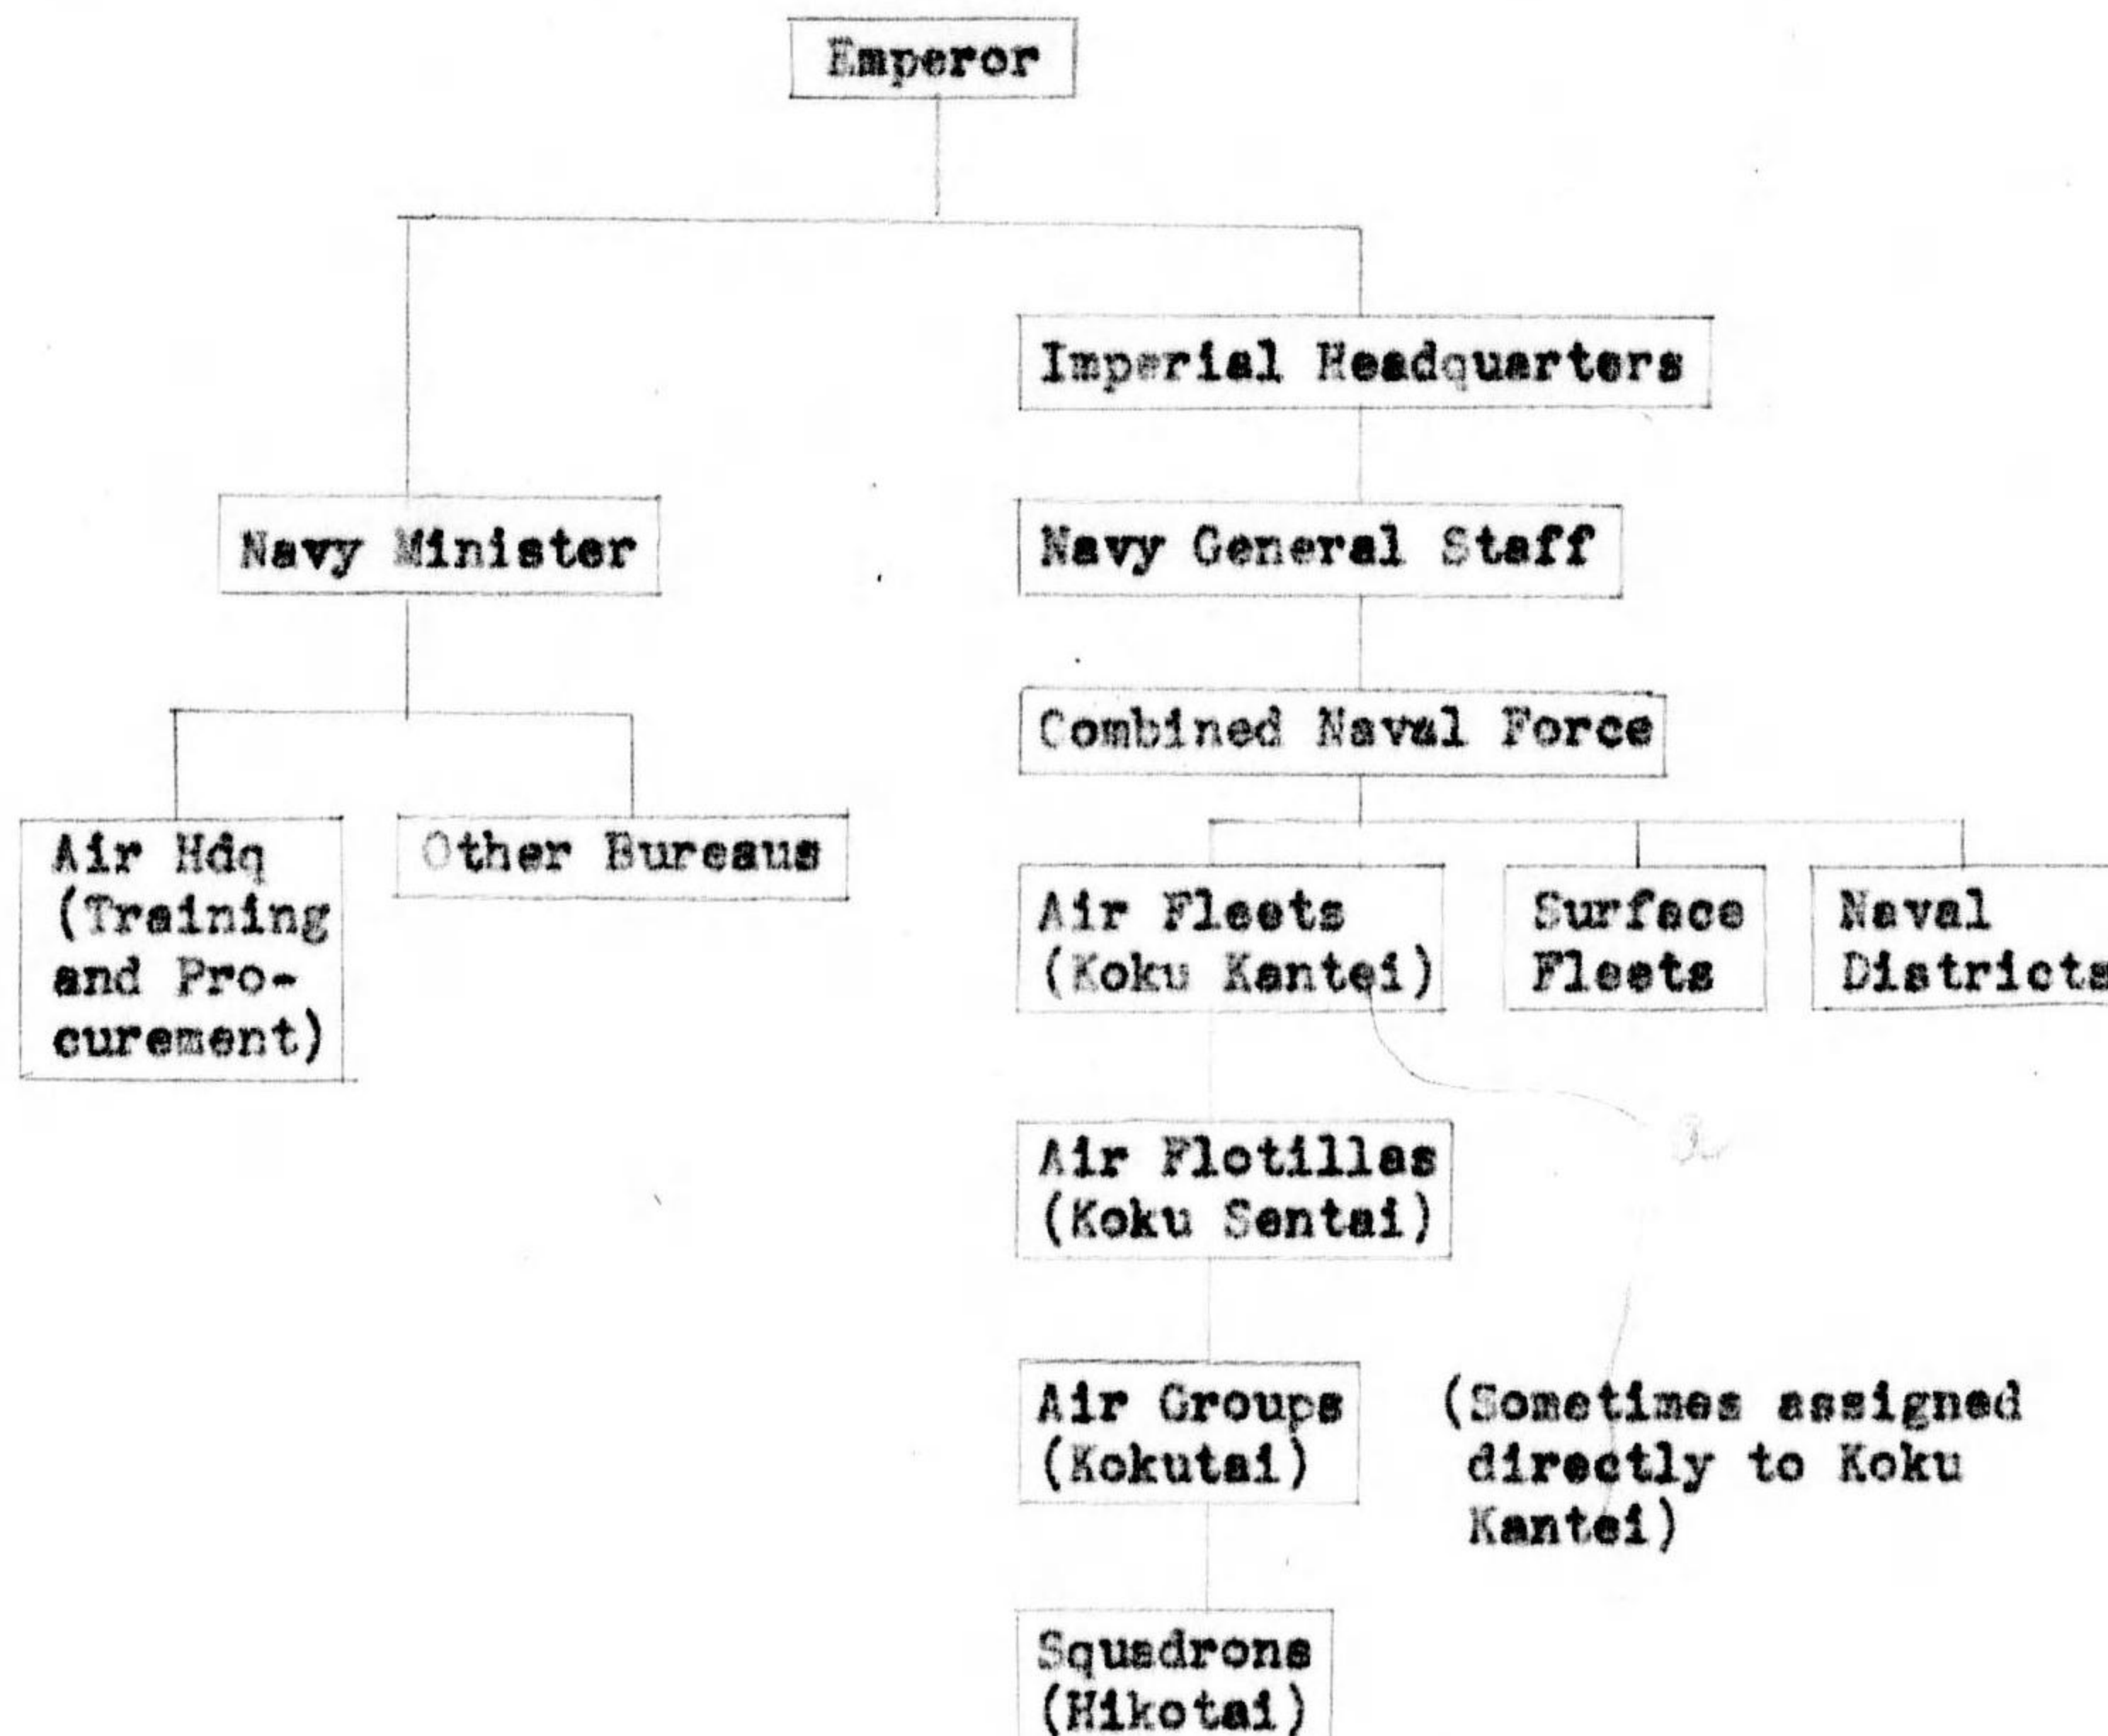 Emperor
Imperial Headquarters
Navy Minister
Navy General Staff
Combined Naval Force
Air Hdq
(Training
and Pro-
curement)
Other Bureaus
Air Fleets
(Koku Kantei)
Surface
Fleets
Naval
Districts
Air Flotillas
(Koku Sentai)
Air Groups
(Kokutai)
(Sometimes assigned
directly to Koku
Kantei)
Squadrons
(Hikotai)